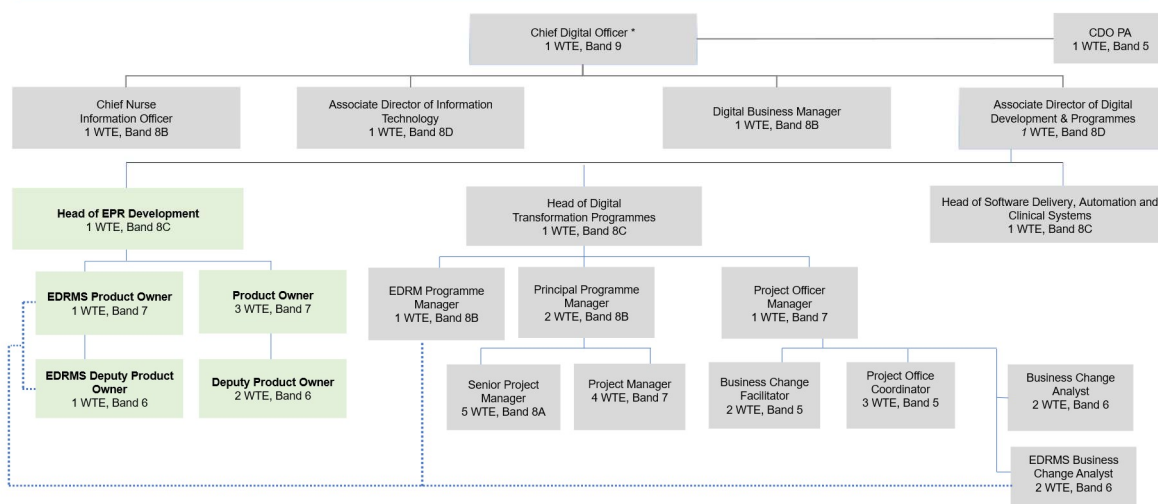 Chief Digital Officer *
1 WTE, Band 9
CDO PA
1 WTE, Band 5
Chief Nurse
Information Officer
1 WTE, Band 8B
Associate Director of Information
Technology
1 WTE, Band 8D
Digital Business Manager
1 WTE, Band 8B
Associate Director of Digital
Development & Programmes
1 WTE, Band 8D
Head of EPR Development
1 WTE, Band 8C
Head of Digital
Transformation Programmes
1 WTE, Band 8C
Head of Software Delivery, Automation and
Clinical Systems
1 WTE, Band 8C
EDRMS Product Owner
1 WTE, Band 7
Product Owner
3 WTE, Band 7
EDRM Programme
Manager
1 WTE, Band 8B
Principal Programme
Manager
2 WTE, Band 8B
Project Officer
Manager
1 WTE, Band 7
EDRMS Deputy Product
Owner
1 WTE, Band 6
Deputy Product Owner
2 WTE, Band 6
Senior Project
Manager
5 WTE, Band 8A
Project Manager
4 WTE, Band 7
Business Change
Facilitator
2 WTE, Band 5
Project Office
Coordinator
3 WTE, Band 5
Business Change
Analyst
2 WTE, Band 6
EDRMS Business
Change Analyst
2 WTE, Band 6